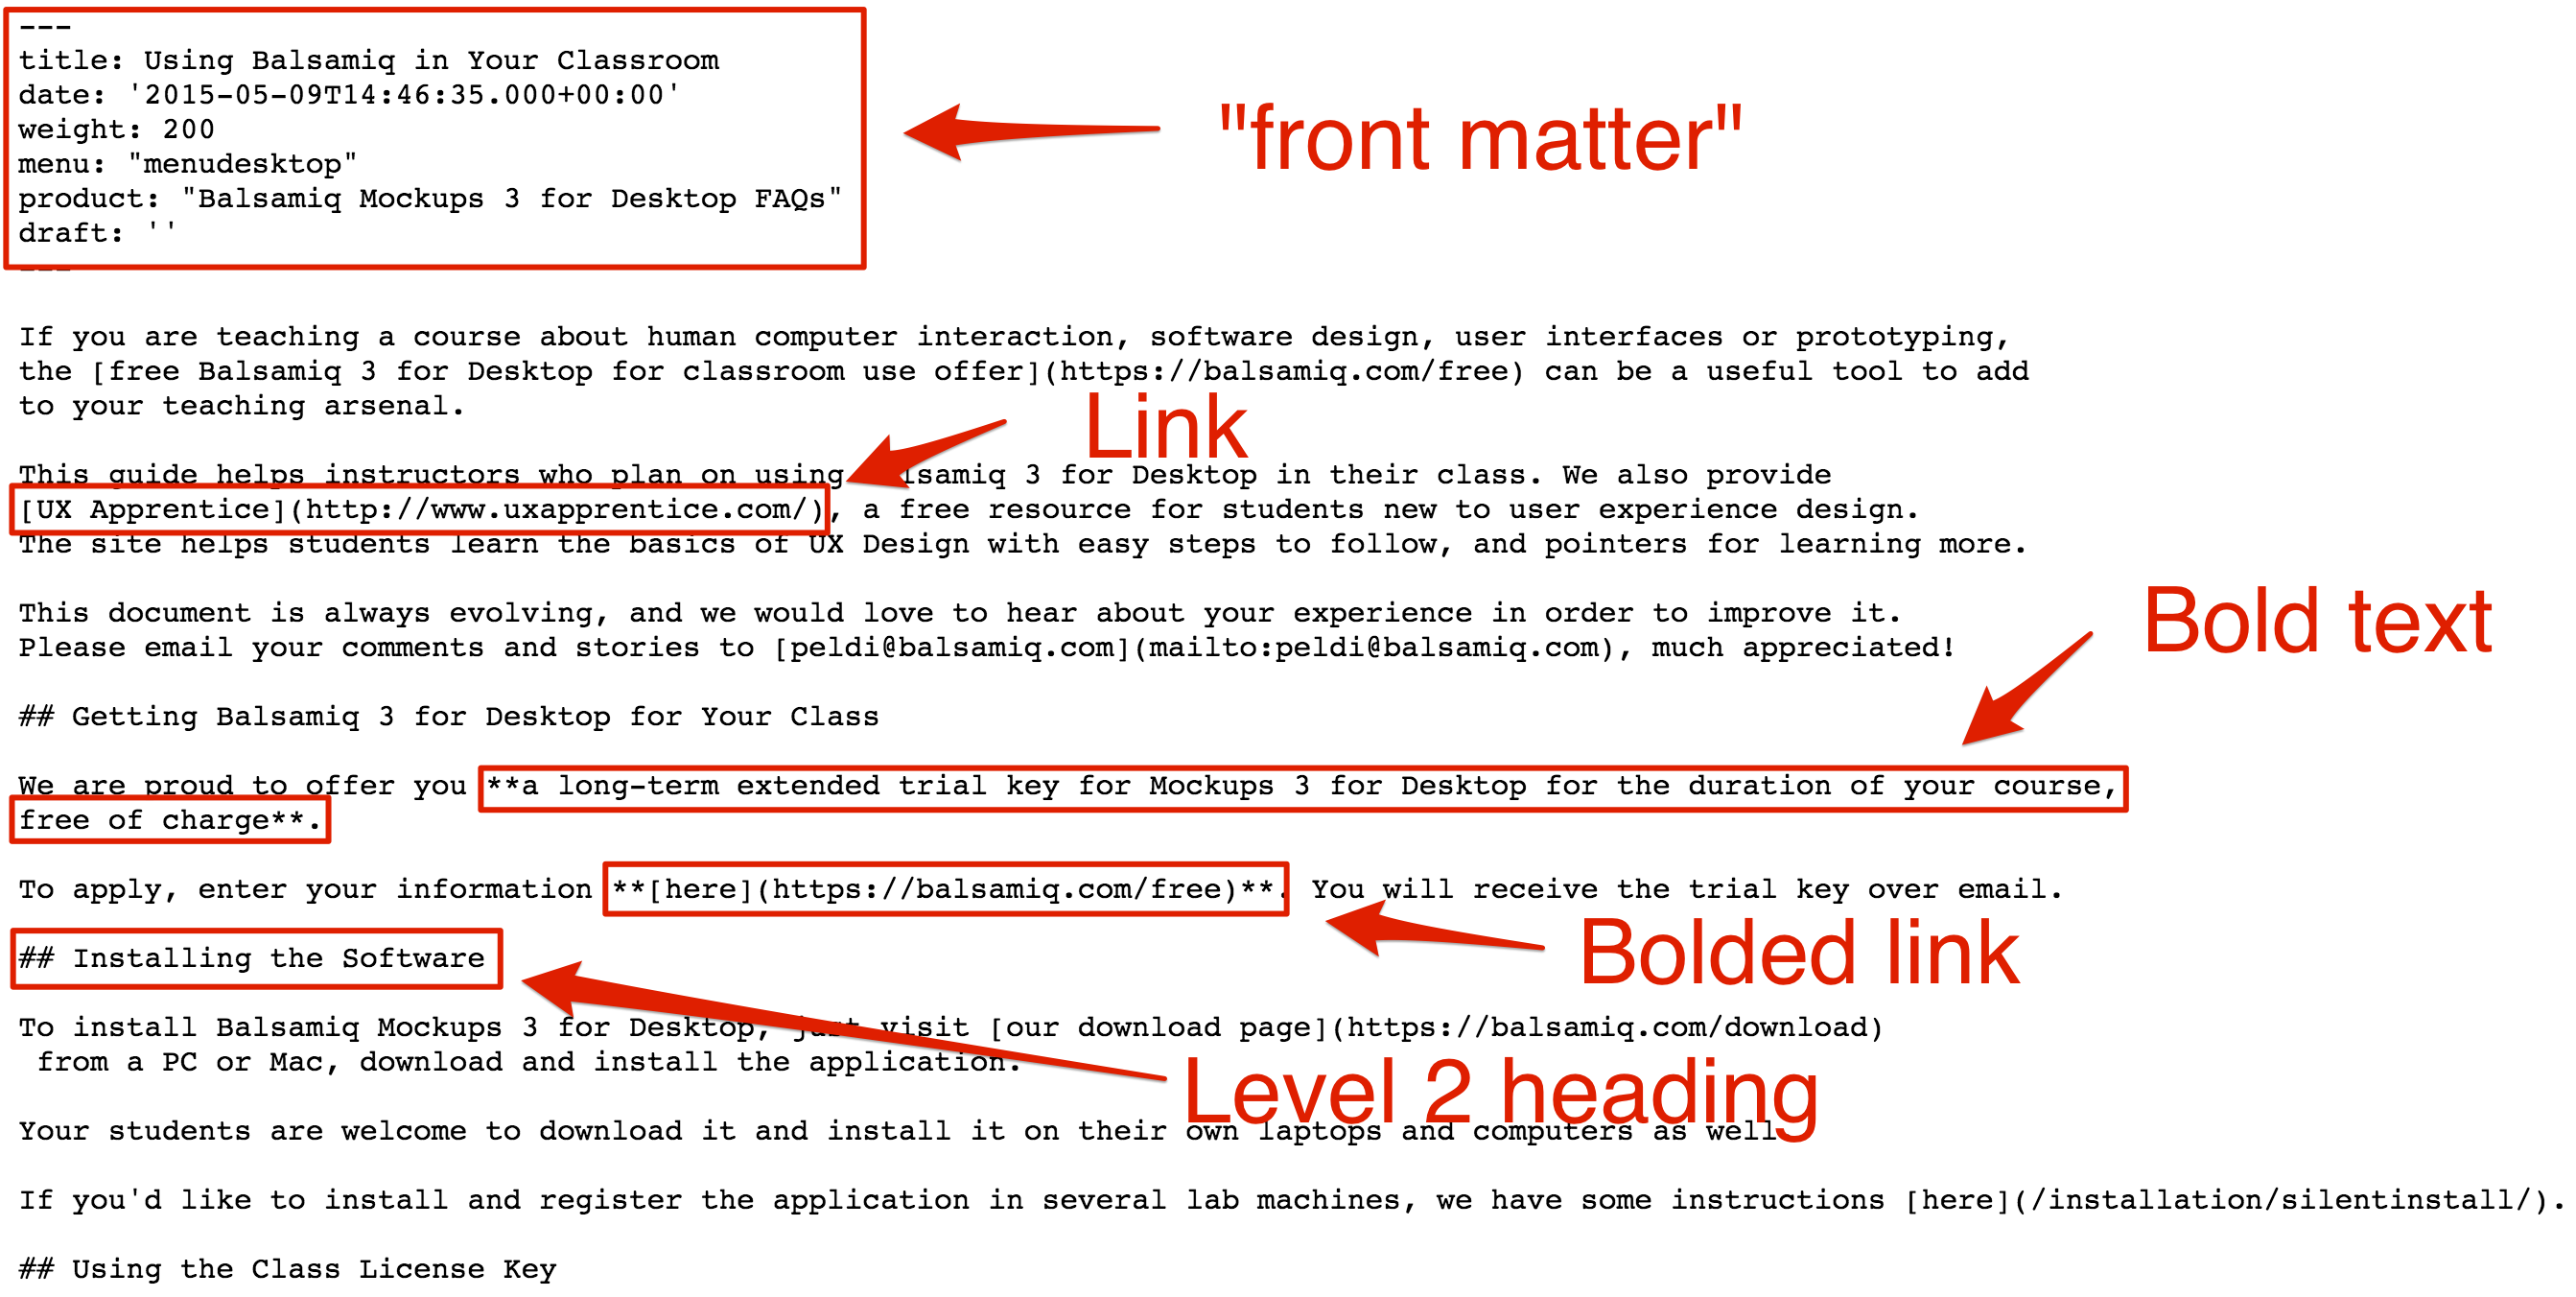 ---
title: Using Balsamiq in Your Classroom
date: '2015-05-09T14:46:35.000+00:00'
weight: 200
menu: "menudesktop"
product: "Balsamiq Mockups 3 for Desktop FAQs"
draft: ''
---
"front matter"
If you are teaching a course about human computer interaction, software design, user interfaces or prototyping,
the [free Balsamiq 3 for Desktop for classroom use offer](https://balsamiq.com/free) can be a useful tool to add
to your teaching arsenal.
Link
This guide helps instructors who plan on using lsamiq 3 for Desktop in their class. We also provide
[UX Apprentice](http://www.uxapprentice.com/), a free resource for students new to user experience design.
The site helps students learn the basics of UX Design with easy steps to follow, and pointers for learning more.
This document is always evolving, and we would love to hear about your experience in order to improve it.
Please email your comments and stories to [peldi@balsamiq.com](mailto:peldi@balsamiq.com), much appreciated!
Bold text
## Getting Balsamiq 3 for Desktop for Your Class
We are proud to offer you **a long-term extended trial key for Mockups 3 for Desktop for the duration of your course,
free of charge**.
To apply, enter your information **[here](https://balsamiq.com/free)**. You will receive the trial key over email.
Bolded link
## Installing the Software
To install Balsamiq Mockups 3 for Desktop, just visit [our download page](https://balsamiq.com/download)
from a PC or Mac, download and install the application.
Level 2 heading
Your students are welcome to download it and install it on their own laptops and computers as well
If you'd like to install and register the application in several lab machines, we have some instructions [here](/installation/silentinstall/).
## Using the Class License Key